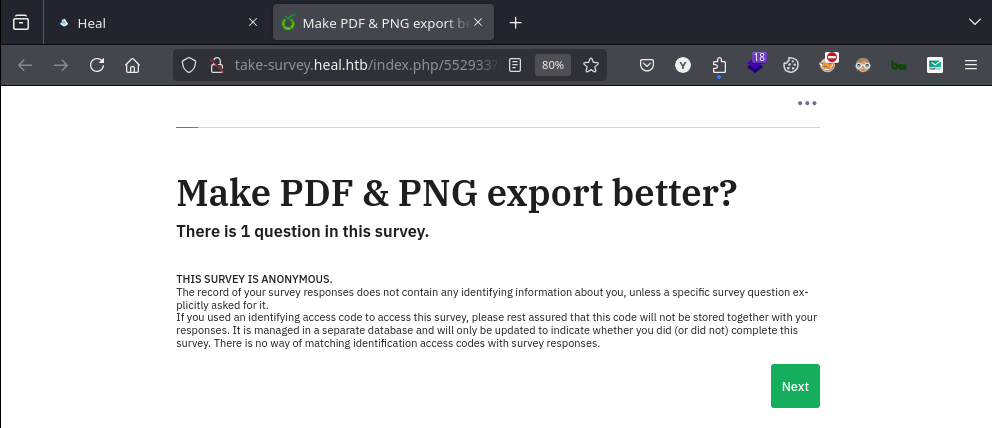 Heal
Make PDF & PNG export be
take-survey.heal.htb/index.php/552933?
80%
18
Y
Make PDF & PNG export better?
There is 1 question in this survey.
THIS SURVEY IS ANONYMOUS.
The record of your survey responses does not contain any identifying information about you, unless a specific survey question ex-
plicitly asked for it.
If you used an identifying access code to access this survey, please rest assured that this code will not be stored together with your
responses. It is managed in a separate database and will only be updated to indicate whether you did (or did not) complete this
survey. There is no way of matching identification access codes with survey responses.
Next